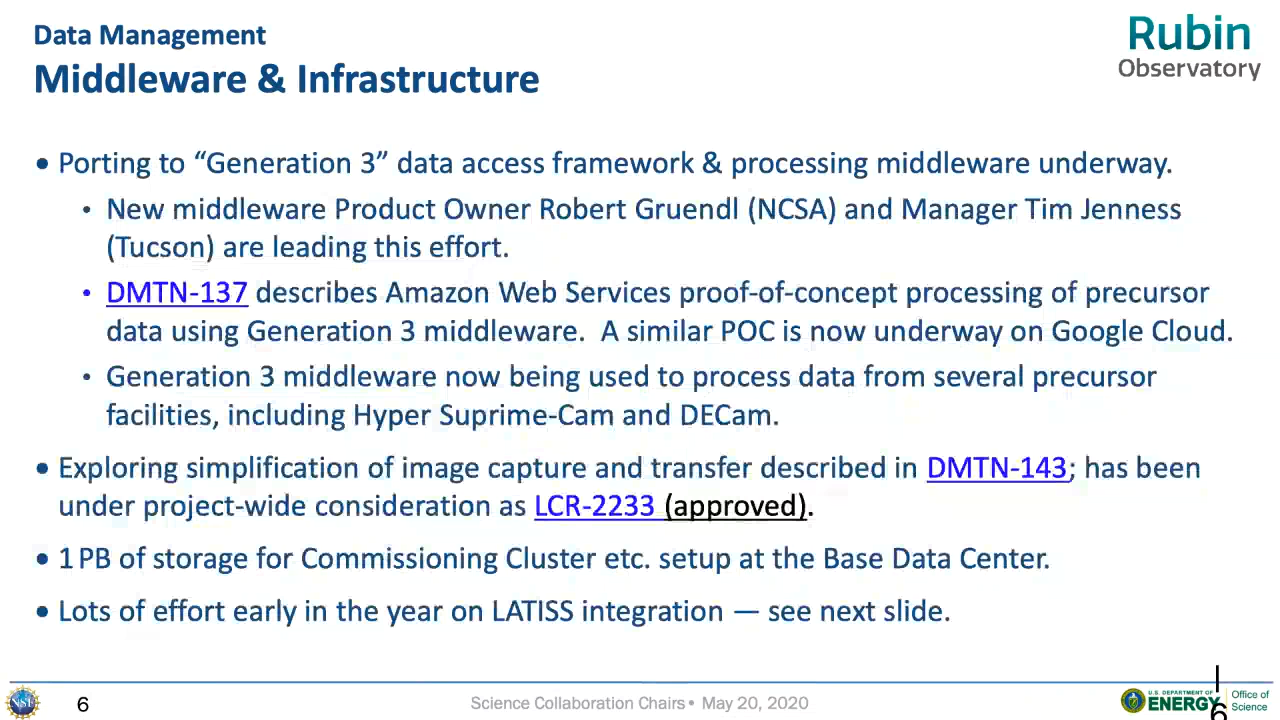 Data Management
Rubin
Observatory
Middleware & Infrastructure
• Porting to “Generation 3” data access framework & processing middleware underway.
• New middleware Product Owner Robert Gruendl (NCSA) and Manager Tim Jenness
(Tucson) are leading this effort.
• DMTN-137 describes Amazon Web Services proof-of-concept processing of precursor
data using Generation 3 middleware. A similar POC is now underway on Google Cloud.
• Generation 3 middleware now being used to process data from several precursor
facilities, including Hyper Suprime-Cam and DECam.
• Exploring simplification of image capture and transfer described in DMTN-143; has been
under project-wide consideration as LCR-2233 (approved).
• 1 PB of storage for Commissioning Cluster etc. setup at the Base Data Center.
• Lots of effort early in the year on LATISS integration — see next slide.
NSF
6
Science Collaboration Chairs • May 20, 2020
U.S. DEPARTMENT OF
ENERGY
Office of
Science
6